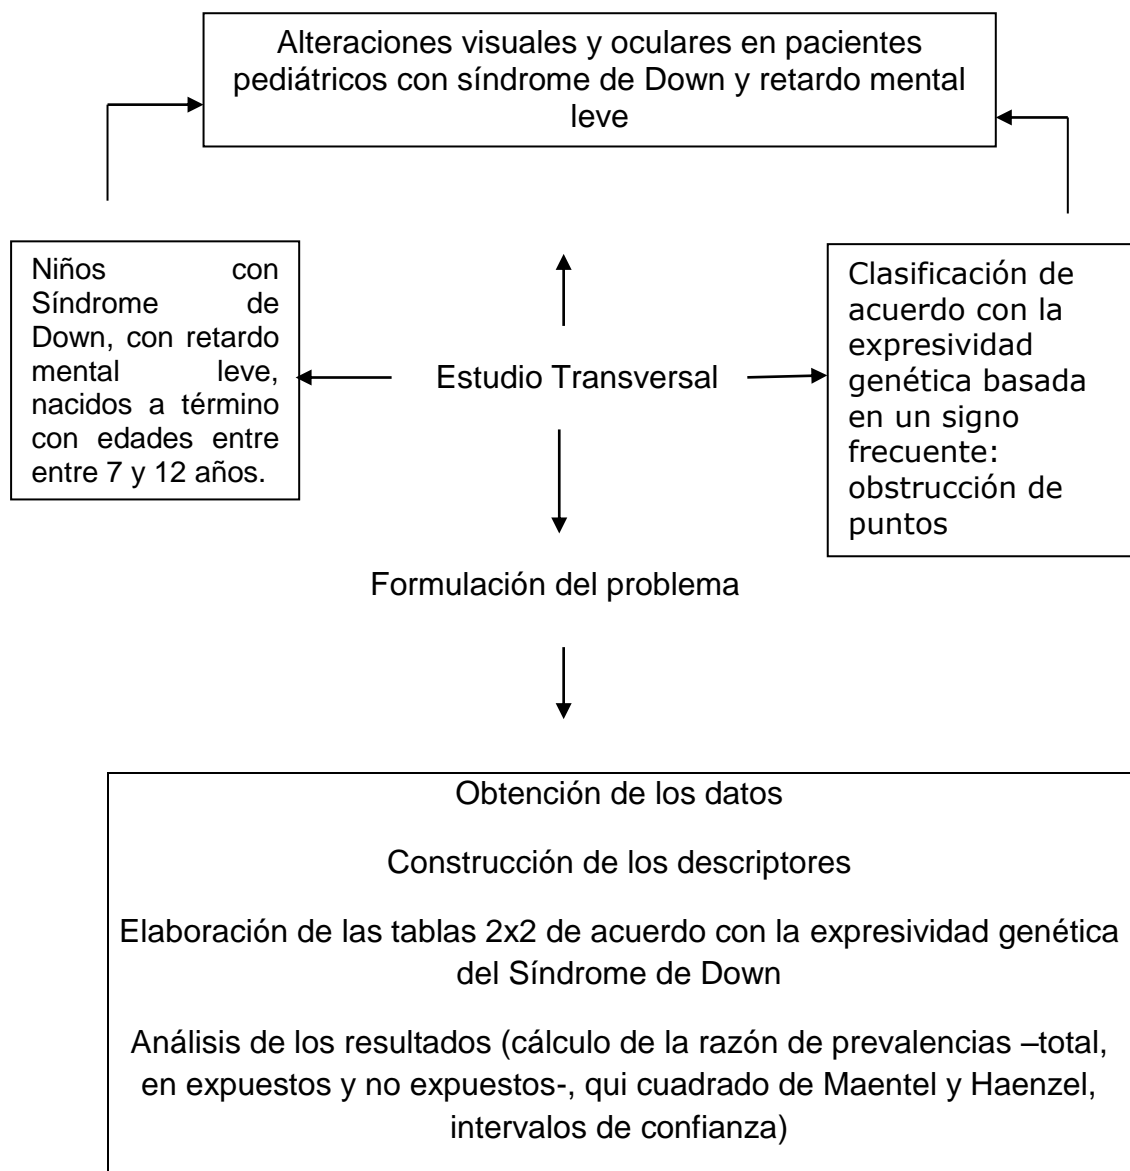 Alteraciones visuales y oculares en pacientes
pediátricos con síndrome de Down y retardo mental
leve
Niños con
Síndrome de
Down, con retardo
mental leve,
nacidos a término
con edades entre
entre 7 y 12 años.
Estudio Transversal
Clasificación de
acuerdo con la
expresividad
genética basada
en un signo
frecuente:
obstrucción de
puntos
Formulación del problema
Obtención de los datos
Construcción de los descriptores
Elaboración de las tablas 2x2 de acuerdo con la expresividad genética
del Síndrome de Down
Análisis de los resultados (cálculo de la razón de prevalencias –total,
en expuestos y no expuestos-, qui cuadrado de Maentel y Haenzel,
intervalos de confianza)